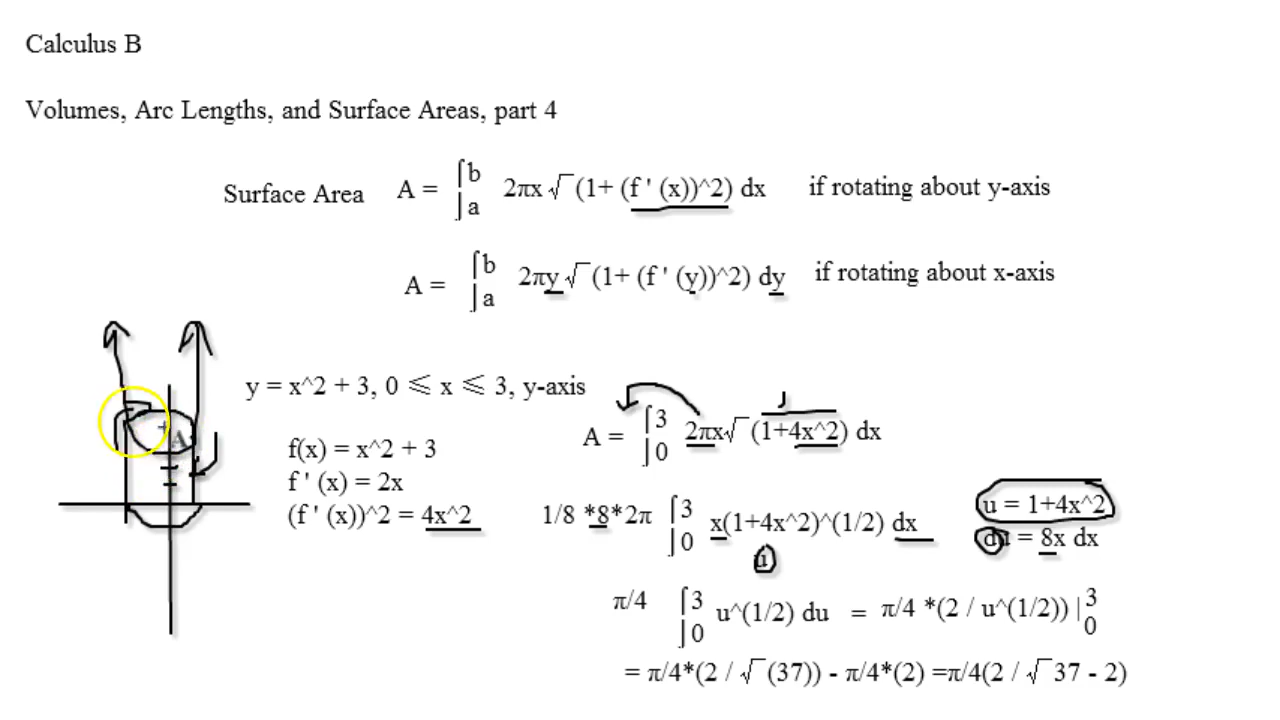 Calculus B
Volumes, Arc Lengths, and Surface Areas, part 4
Surface Area A = ∫ b a 2πx√(1+ (f ' (x))^2) dx if rotating about y-axis
A = ∫ b a 2πy√(1+ (f ' (y))^2) dy if rotating about x-axis
y = x^2 + 3, 0 ⩽ x ⩽ 3, y-axis
A = ∫ 3 0 2πx√(1+4x^2) dx
f(x) = x^2 + 3
f ' (x) = 2x
(f ' (x))^2 = 4x^2
1/8 *8*2π ∫ 3 0 x(1+4x^2)^(1/2) dx
u = 1+4x^2
du = 8x dx
u
π/4 ∫ 3 0 u^(1/2) du = π/4 *(2 / u^(1/2)) | 3 0
= π/4*(2 / √(37)) - π/4*(2) =π/4(2 / √37 - 2)
A